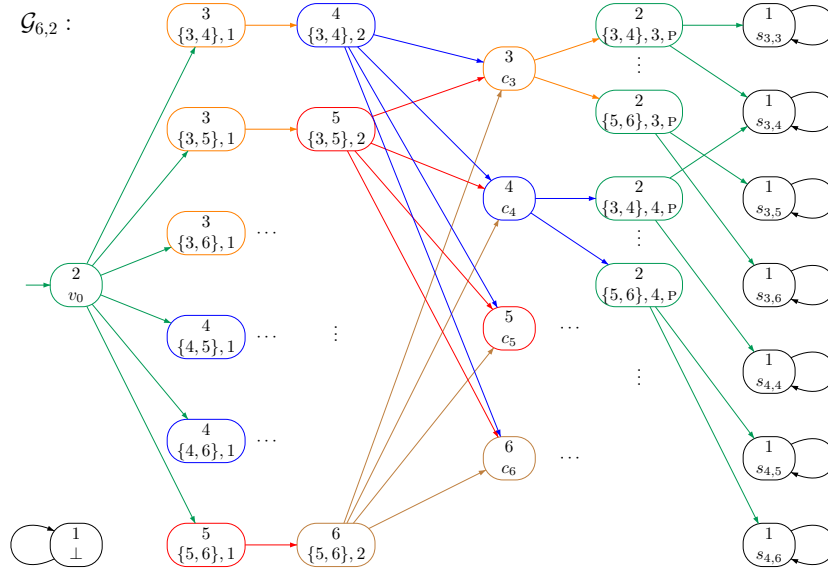 𝒢₆,₂ :
2
v₀
3
{3, 4}, 1
3
{3, 5}, 1
3
{3, 6}, 1
...
4
{4, 5}, 1
...
4
{4, 6}, 1
...
5
{5, 6}, 1
1
⊥
4
{3, 4}, 2
5
{3, 5}, 2
⋮
6
{5, 6}, 2
3
c₃
4
c₄
5
c₅
...
6
c₆
...
2
{3, 4}, 3, P
⋮
2
{5, 6}, 3, P
2
{3, 4}, 4, P
⋮
2
{5, 6}, 4, P
⋮
1
s₃,₃
1
s₃,₄
1
s₃,₅
1
s₃,₆
1
s₄,₄
1
s₄,₅
1
s₄,₆